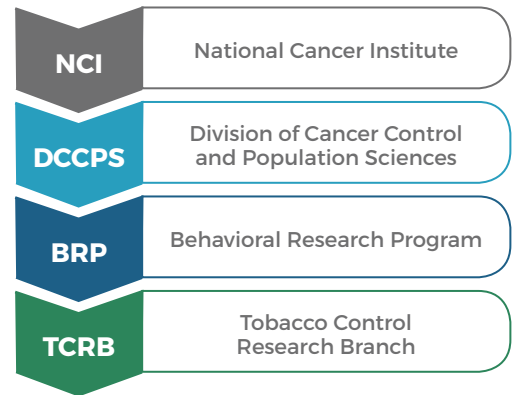 NCI
National Cancer Institute
DCCPS
Division of Cancer Control
and Population Sciences
BRP
Behavioral Research Program
TCRB
Tobacco Control
Research Branch